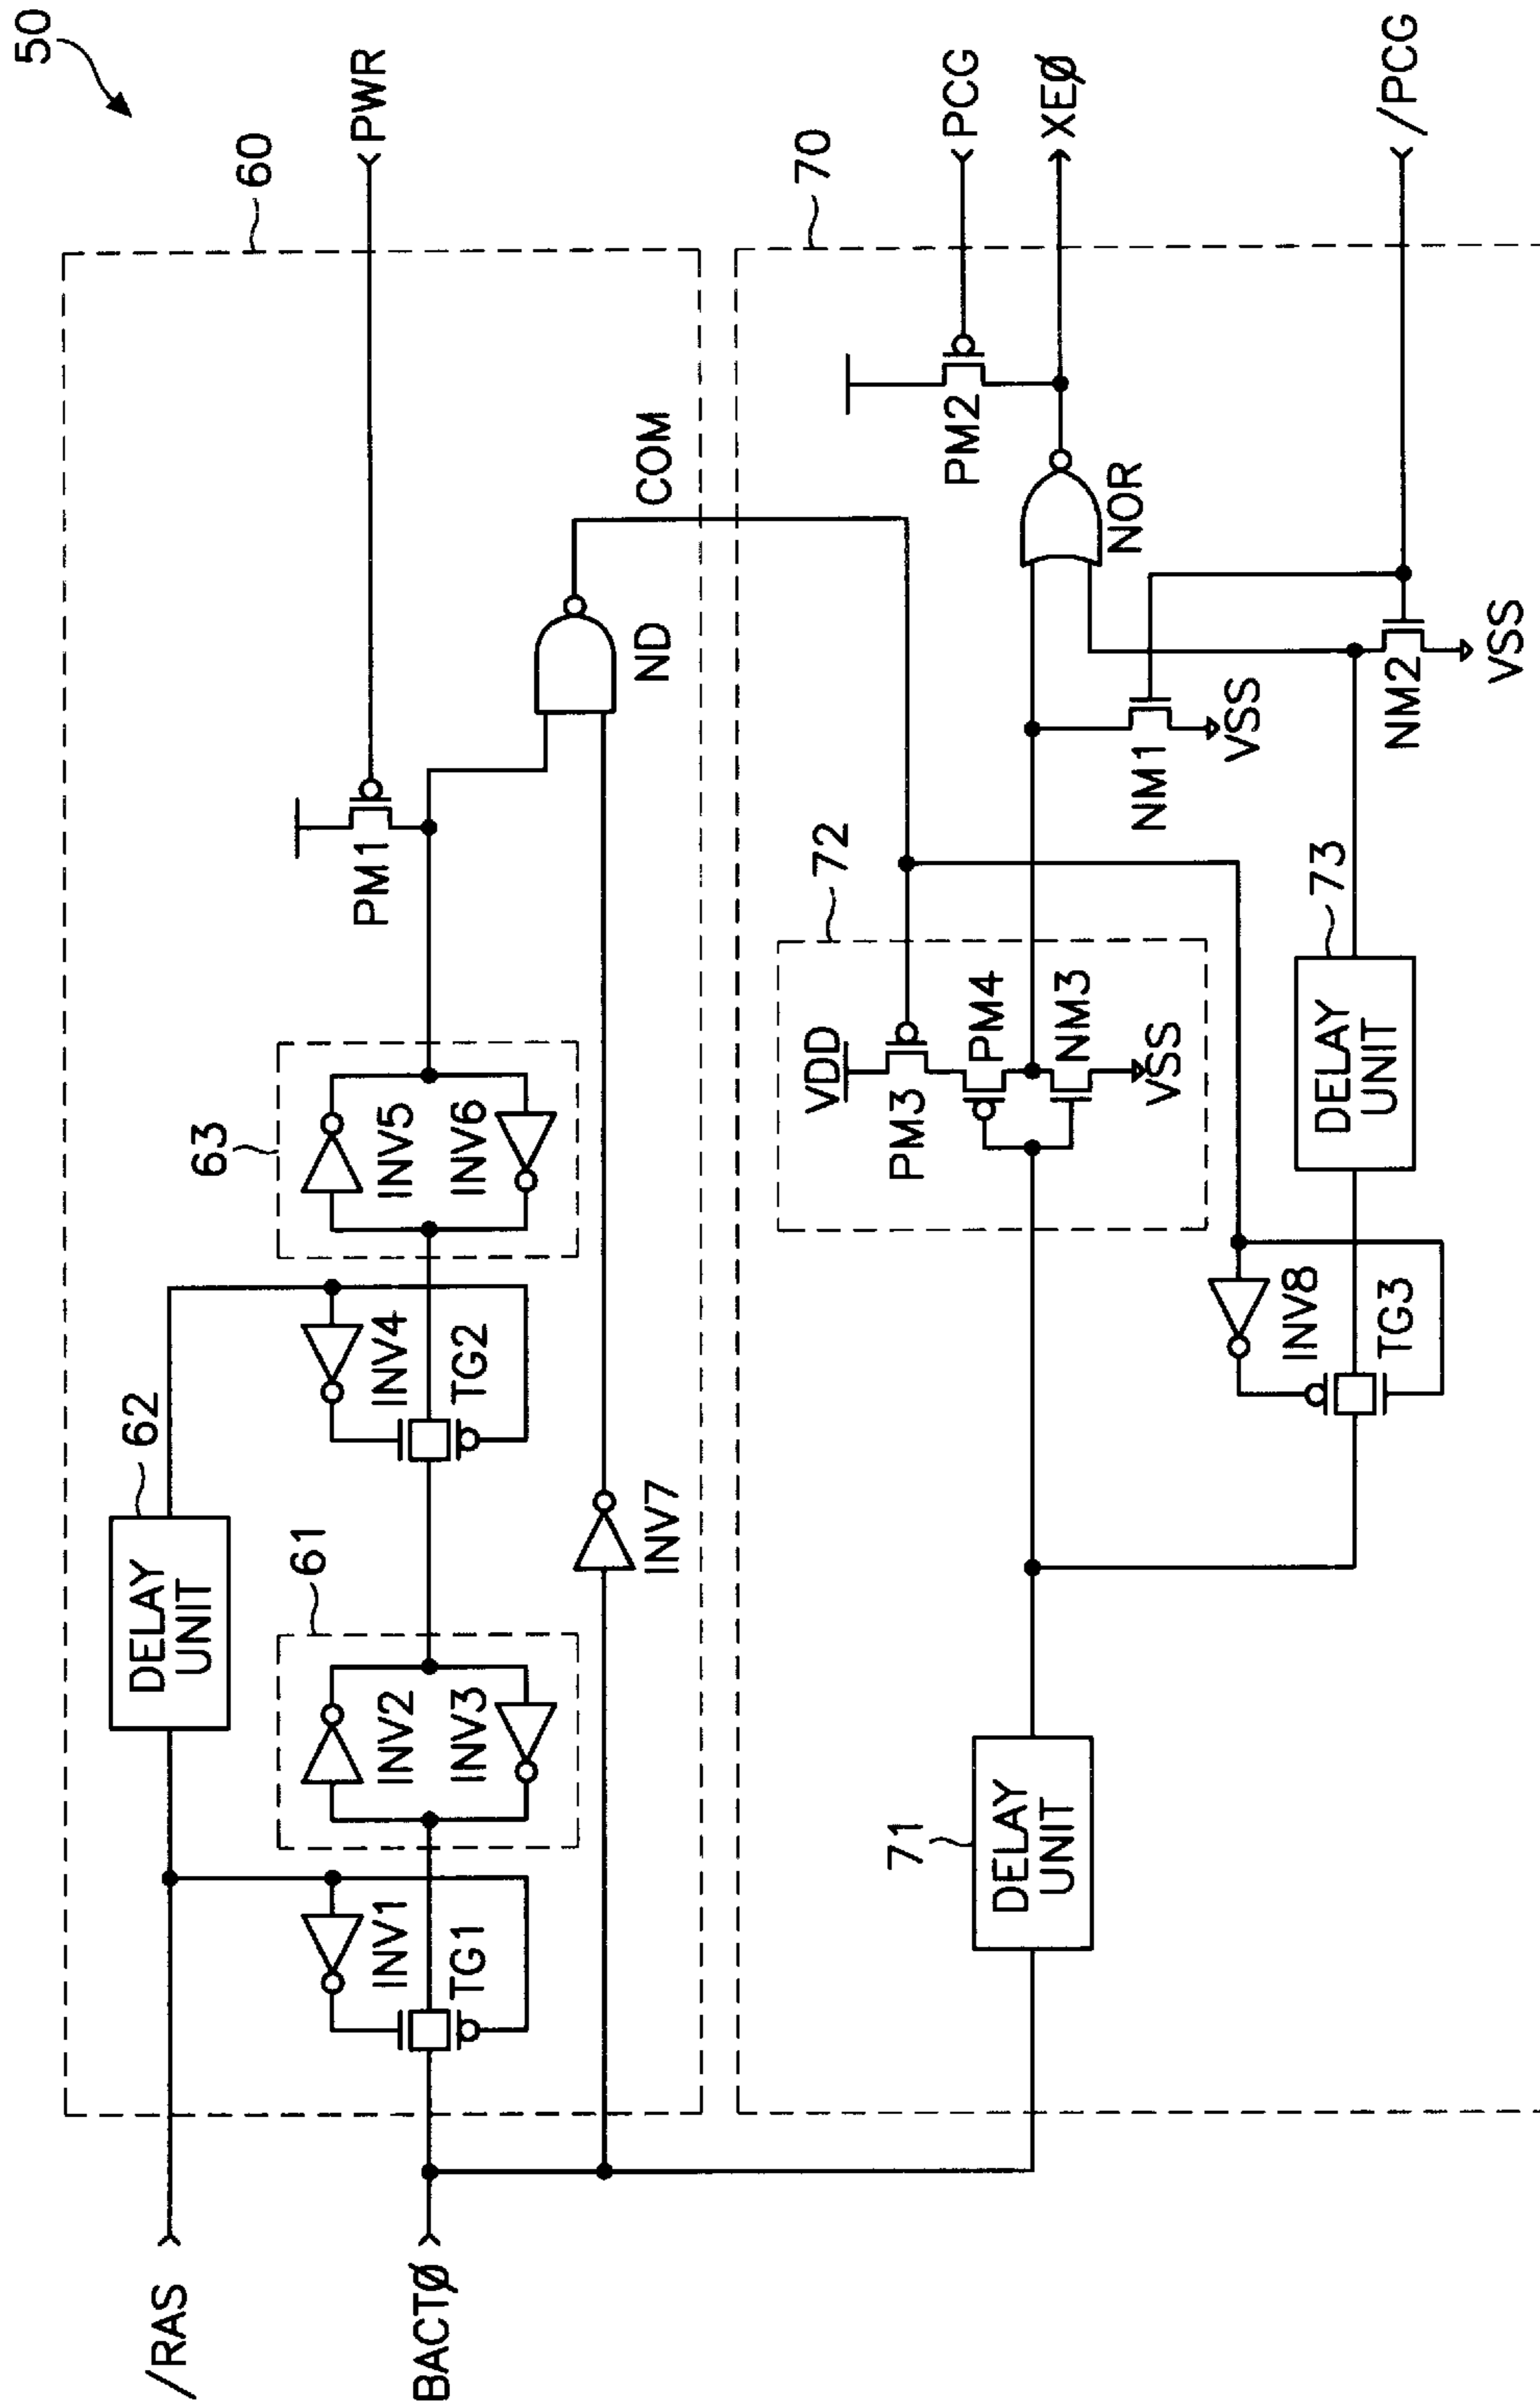 50
60
PWR
62
DELAY
UNIT
63
PM1
61
INV1
TG1
INV2
INV3
INV4
TG2
INV5
INV6
ND
COM
INV7
/RAS
BACTØ
70
72
VDD
PM3
PM4
NM3
VSS
PM2
PCG
XEØ
NOR
NM1
VSS
71
DELAY
UNIT
INV8
TG3
73
DELAY
UNIT
NM2
VSS
/PCG